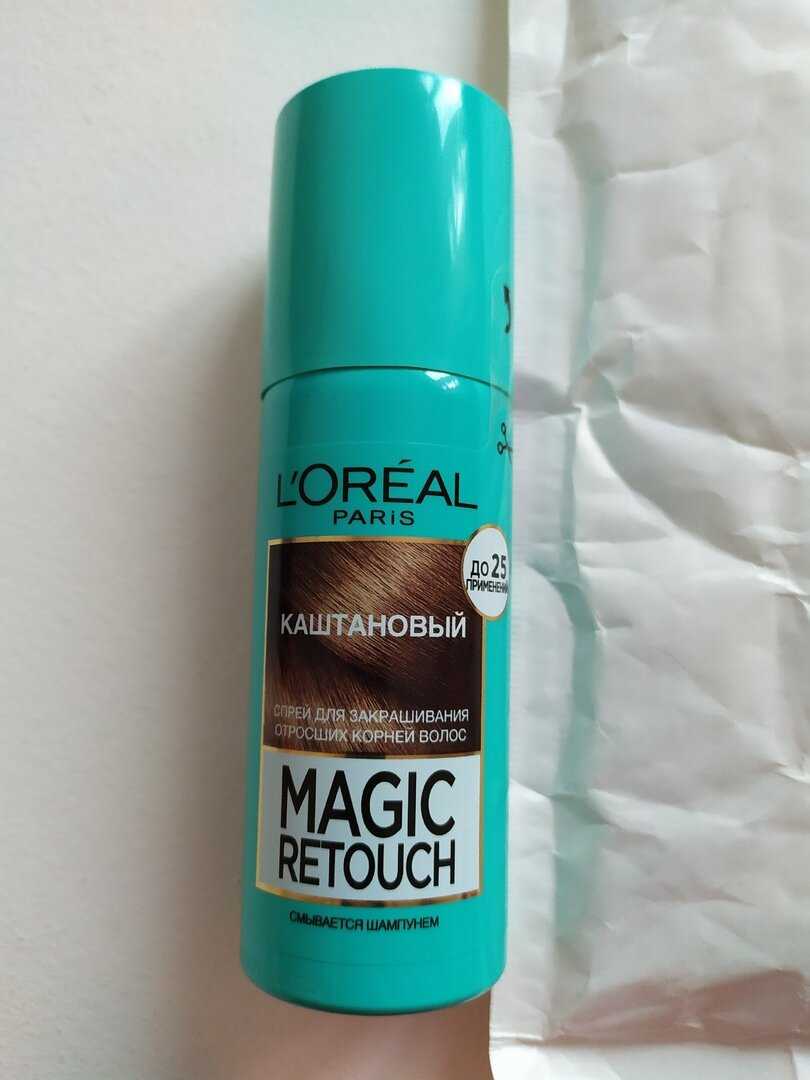 L'ORÉAL
PARIS
ДО 25
ПРИМЕНЕНИЙ
КАШТАНОВЫЙ
СПРЕЙ ДЛЯ ЗАКРАШИВАНИЯ
ОТРОСШИХ КОРНЕЙ ВОЛОС
MAGIC
RETOUCH
СМЫВАЕТСЯ ШАМПУНЕМ